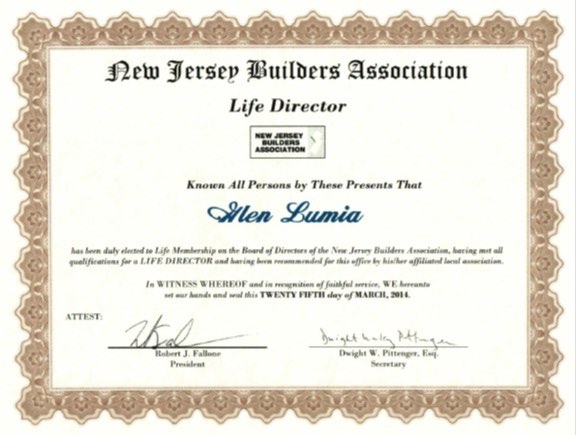 New Jersey Builders Association
Life Director
NEW JERSEY
BUILDERS
ASSOCIATION
Known All Persons by These Presents That
Alen Lumia
has been duly elected to Life Membership on the Board of Directors of the New Jersey Builders Association, having met all
qualifications for a LIFE DIRECTOR and having been recommended for this office by his/her affiliated local association.
In WITNESS WHEREOF and in recognition of faithful service, WE hereunto
set our hands and seal this TWENTY FIFTH day of MARCH, 2014.
ATTEST:
Dwight Pittenger
Robert J. Fallone
Dwight W. Pittenger, Esq.
President
Secretary